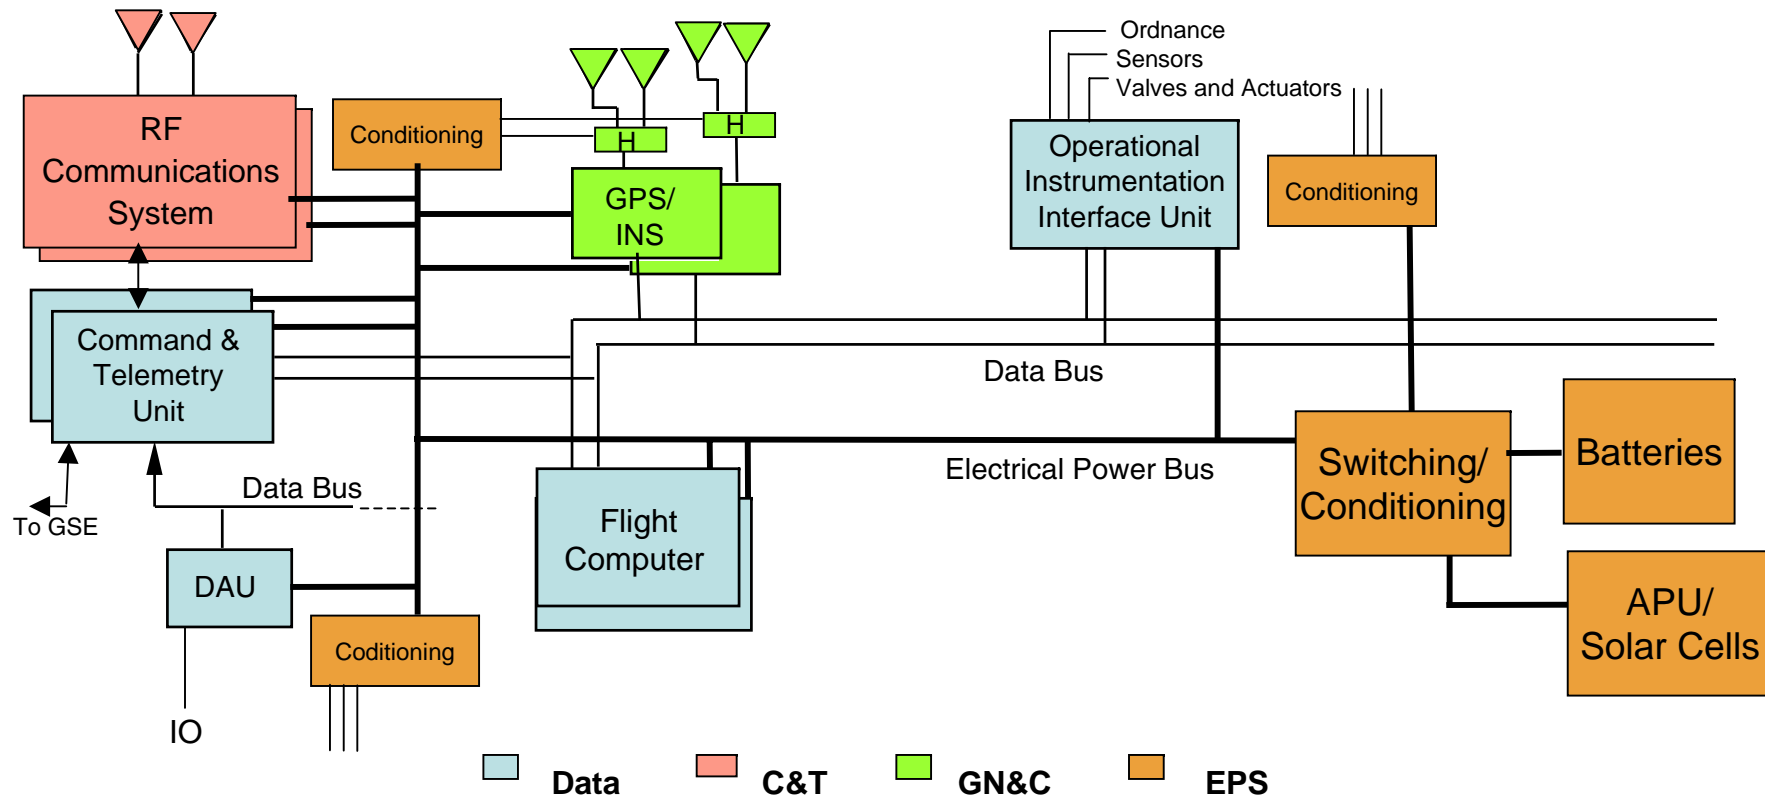 Ordnance
Sensors
Valves and Actuators
RF
Communications
System
Conditioning
H
H
GPS/
INS
Operational
Instrumentation
Interface Unit
Conditioning
Command &
Telemetry
Unit
Data Bus
Electrical Power Bus
Switching/
Conditioning
Batteries
Data Bus
To GSE
Flight
Computer
DAU
APU/
Solar Cells
Coditioning
IO
Data
C&T
GN&C
EPS